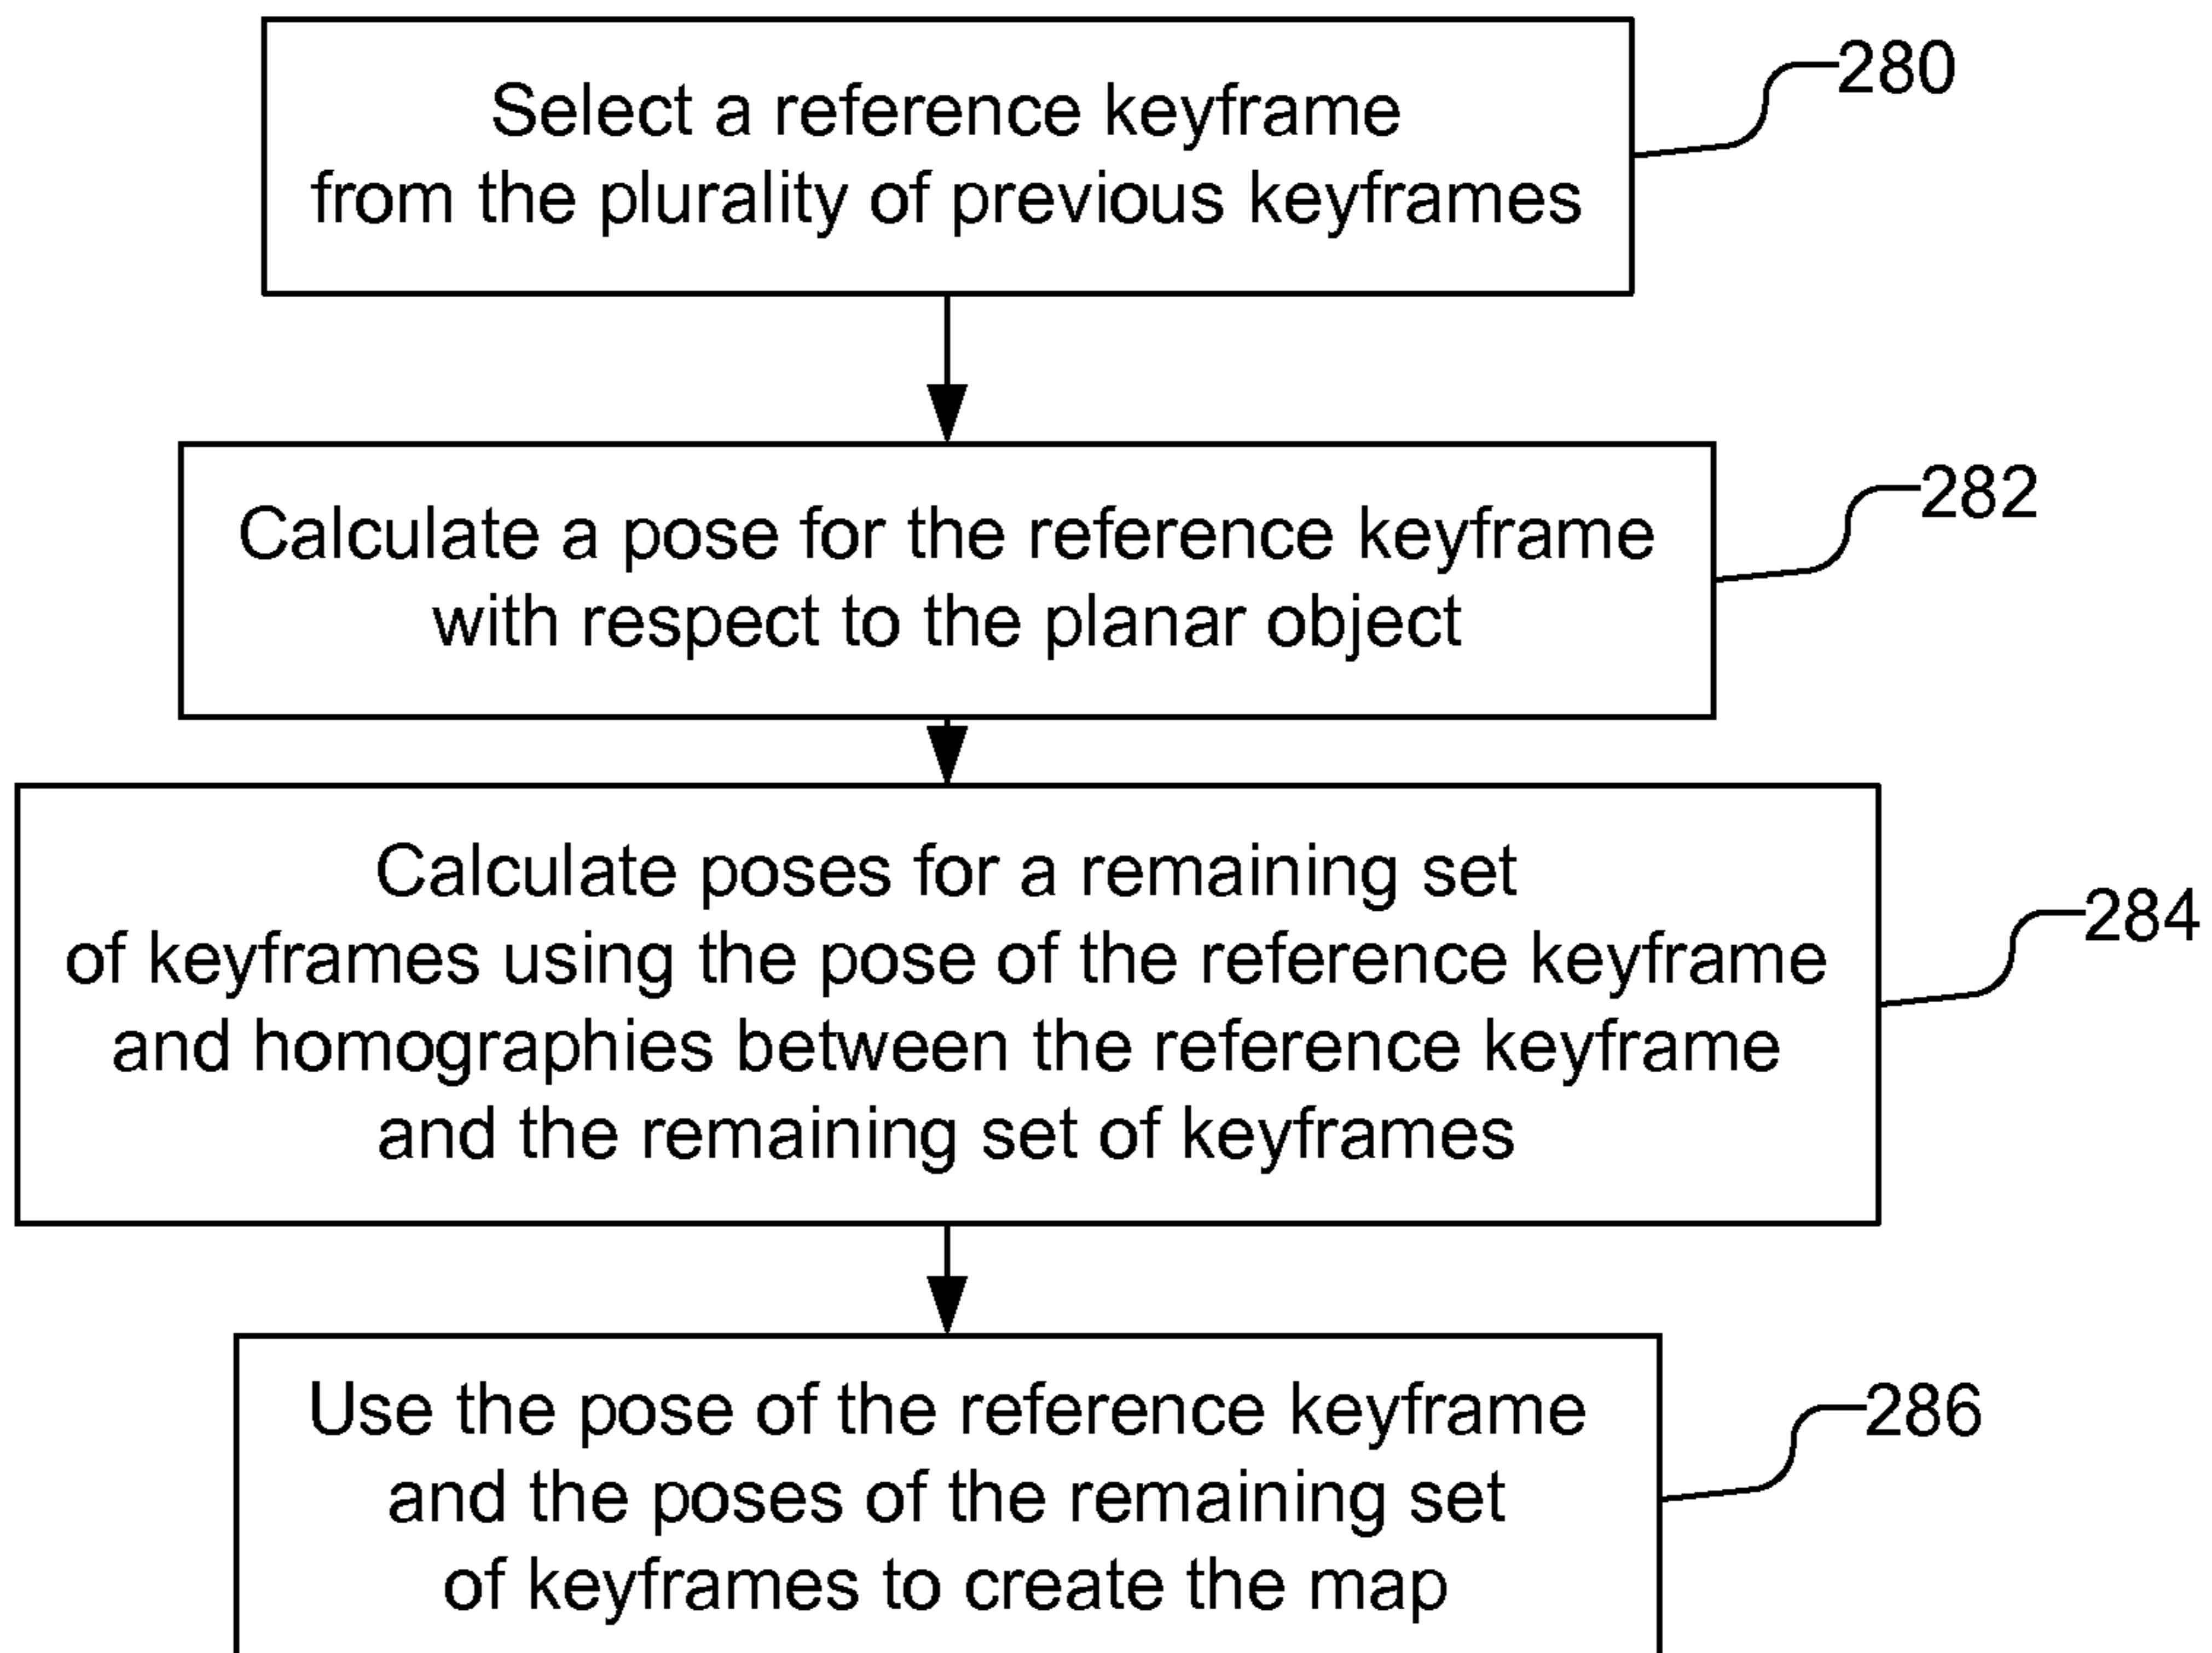 Select a reference keyframe
from the plurality of previous keyframes
280
Calculate a pose for the reference keyframe
with respect to the planar object
282
Calculate poses for a remaining set
of keyframes using the pose of the reference keyframe
and homographies between the reference keyframe
and the remaining set of keyframes
284
Use the pose of the reference keyframe
and the poses of the remaining set
of keyframes to create the map
286